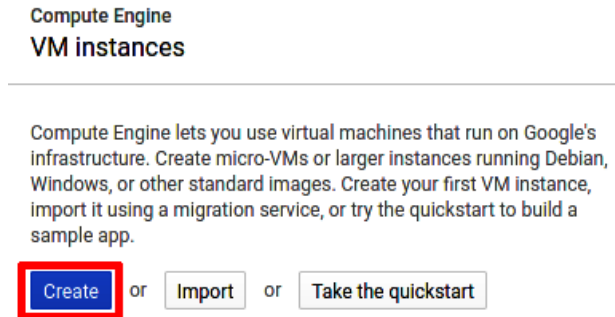 Compute Engine
VM instances
Compute Engine lets you use virtual machines that run on Google's
infrastructure. Create micro-VMs or larger instances running Debian,
Windows, or other standard images. Create your first VM instance,
import it using a migration service, or try the quickstart to build a
sample app.
Create or Import or Take the quickstart